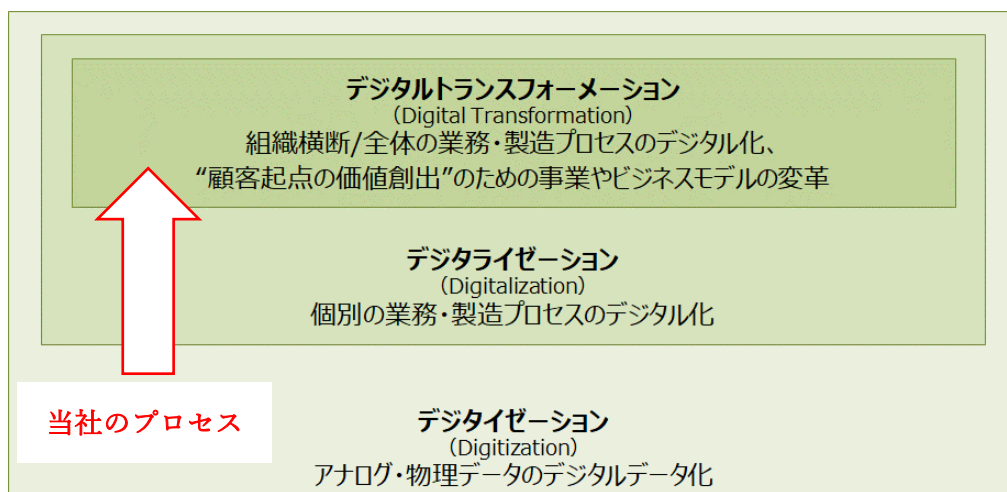 デジタルトランスフォーメーション
（Digital Transformation）
組織横断/全体の業務・製造プロセスのデジタル化、
“顧客起点の価値創出”のための事業やビジネスモデルの変革
デジタライゼーション
（Digitalization）
個別の業務・製造プロセスのデジタル化
当社のプロセス
デジタイゼーション
（Digitization）
アナログ・物理データのデジタルデータ化